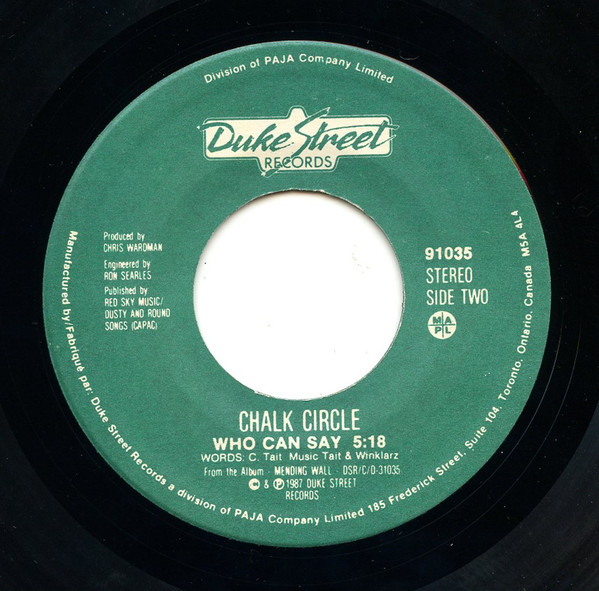 Division of PAJA Company Limited
Duke Street
RECORDS
Produced by
CHRIS WARDMAN
Engineered by
RON SEARLES
Published by
RED SKY MUSIC/
DUSTY AND ROUND
SONGS (CAPAC)
91035
STEREO
SIDE TWO
M A
P L
CHALK CIRCLE
WHO CAN SAY 5:18
WORDS: C. Tait Music Tait & Winklarz
From the Album - MENDING WALL - DSR/C/D-31035
© & ℗ 1987 DUKE STREET
RECORDS
Manufactured by/Fabriqué par: Duke Street Records a division of PAJA Company Limited 185 Frederick Street, Suite 104, Toronto, Ontario, Canada M5A 4L4